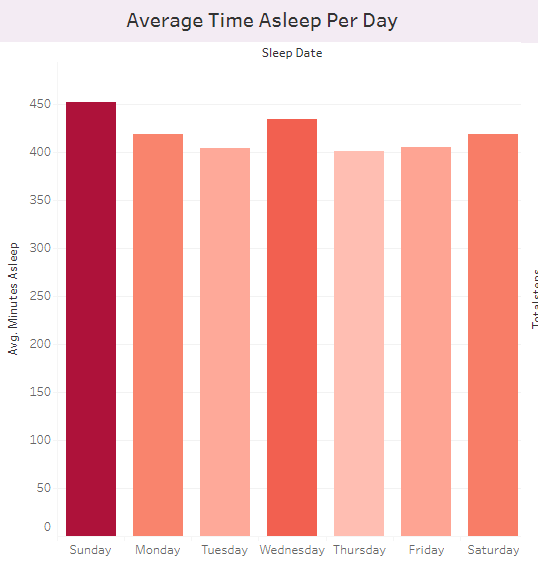 Average Time Asleep Per Day
Sleep Date
Avg. Minutes Asleep
450
400
350
300
250
200
150
100
50
0
Sunday Monday Tuesday Wednesday Thursday Friday Saturday
Totalsteps